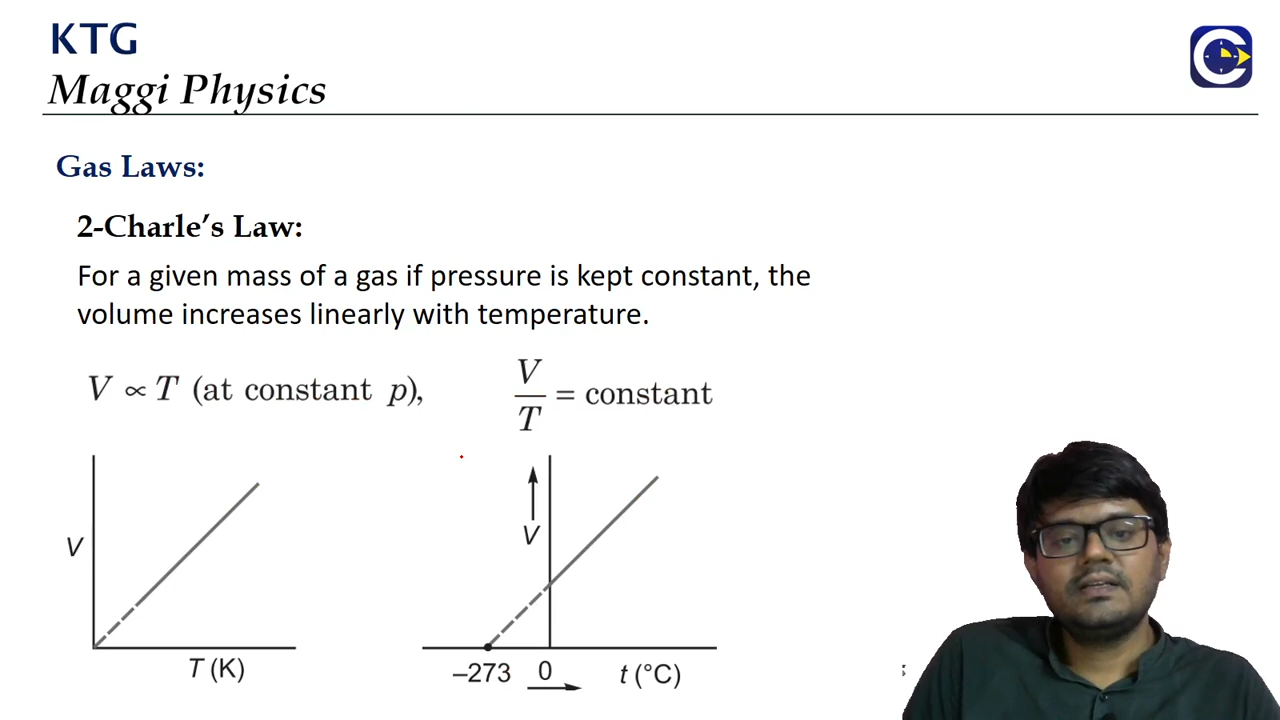 KTG
Maggi Physics
Gas Laws:
2-Charle’s Law:
For a given mass of a gas if pressure is kept constant, the
volume increases linearly with temperature.
V ∝ T (at constant p), V/T = constant
V
T (K)
V
–273 0 t (°C)